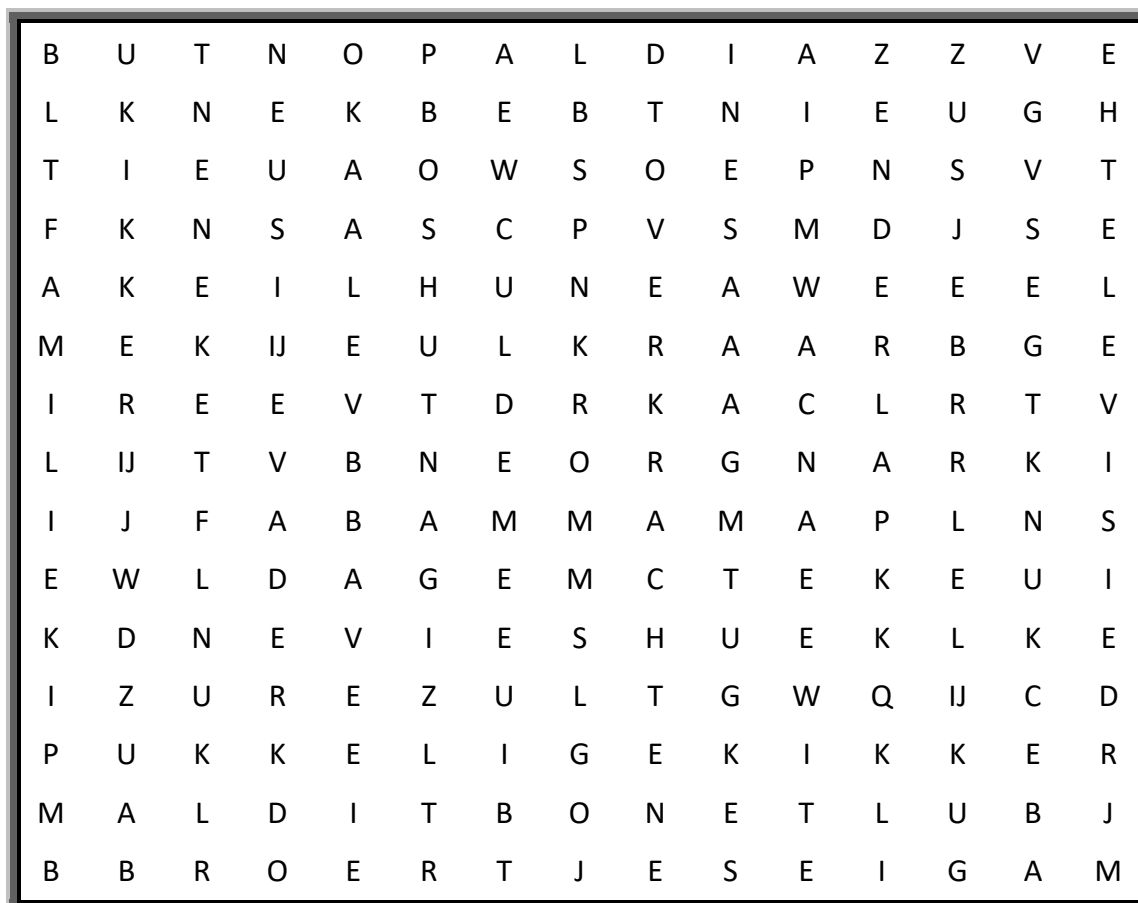 B U T N O P A L D I A Z Z V E
L K N E K B E B T N I E U G H
T I E U A O W S O E P N S V T
F K N S A S C P V S M D J S E
A K E I L H U N E A W E E E L
M E K IJ E U L K R A A R B G E
I R E E V T D R K A C L R T V
L IJ T V B N E O R G N A R K I
I J F A B A M M A M A P L N S
E W L D A G E M C T E K E U I
K D N E V I E S H U E K L K E
I Z U R E Z U L T G W Q IJ C D
P U K K E L I G E K I K K E R
M A L D I T B O N E T L U B J
B B R O E R T J E S E I G A M